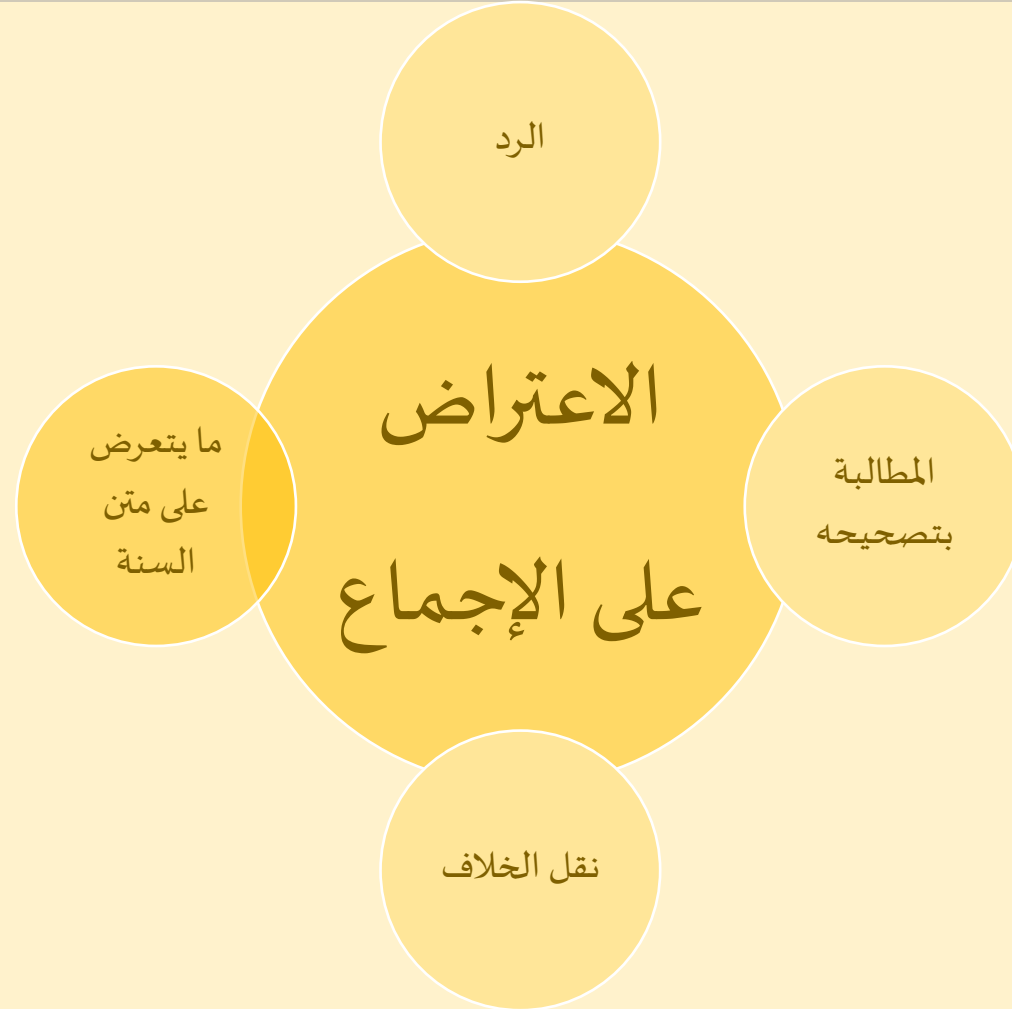 الرد
الاعتراض
على الإجماع
المطالبة
بتصحيحه
نقل الخلاف
ما يتعرض
على متن
السنة